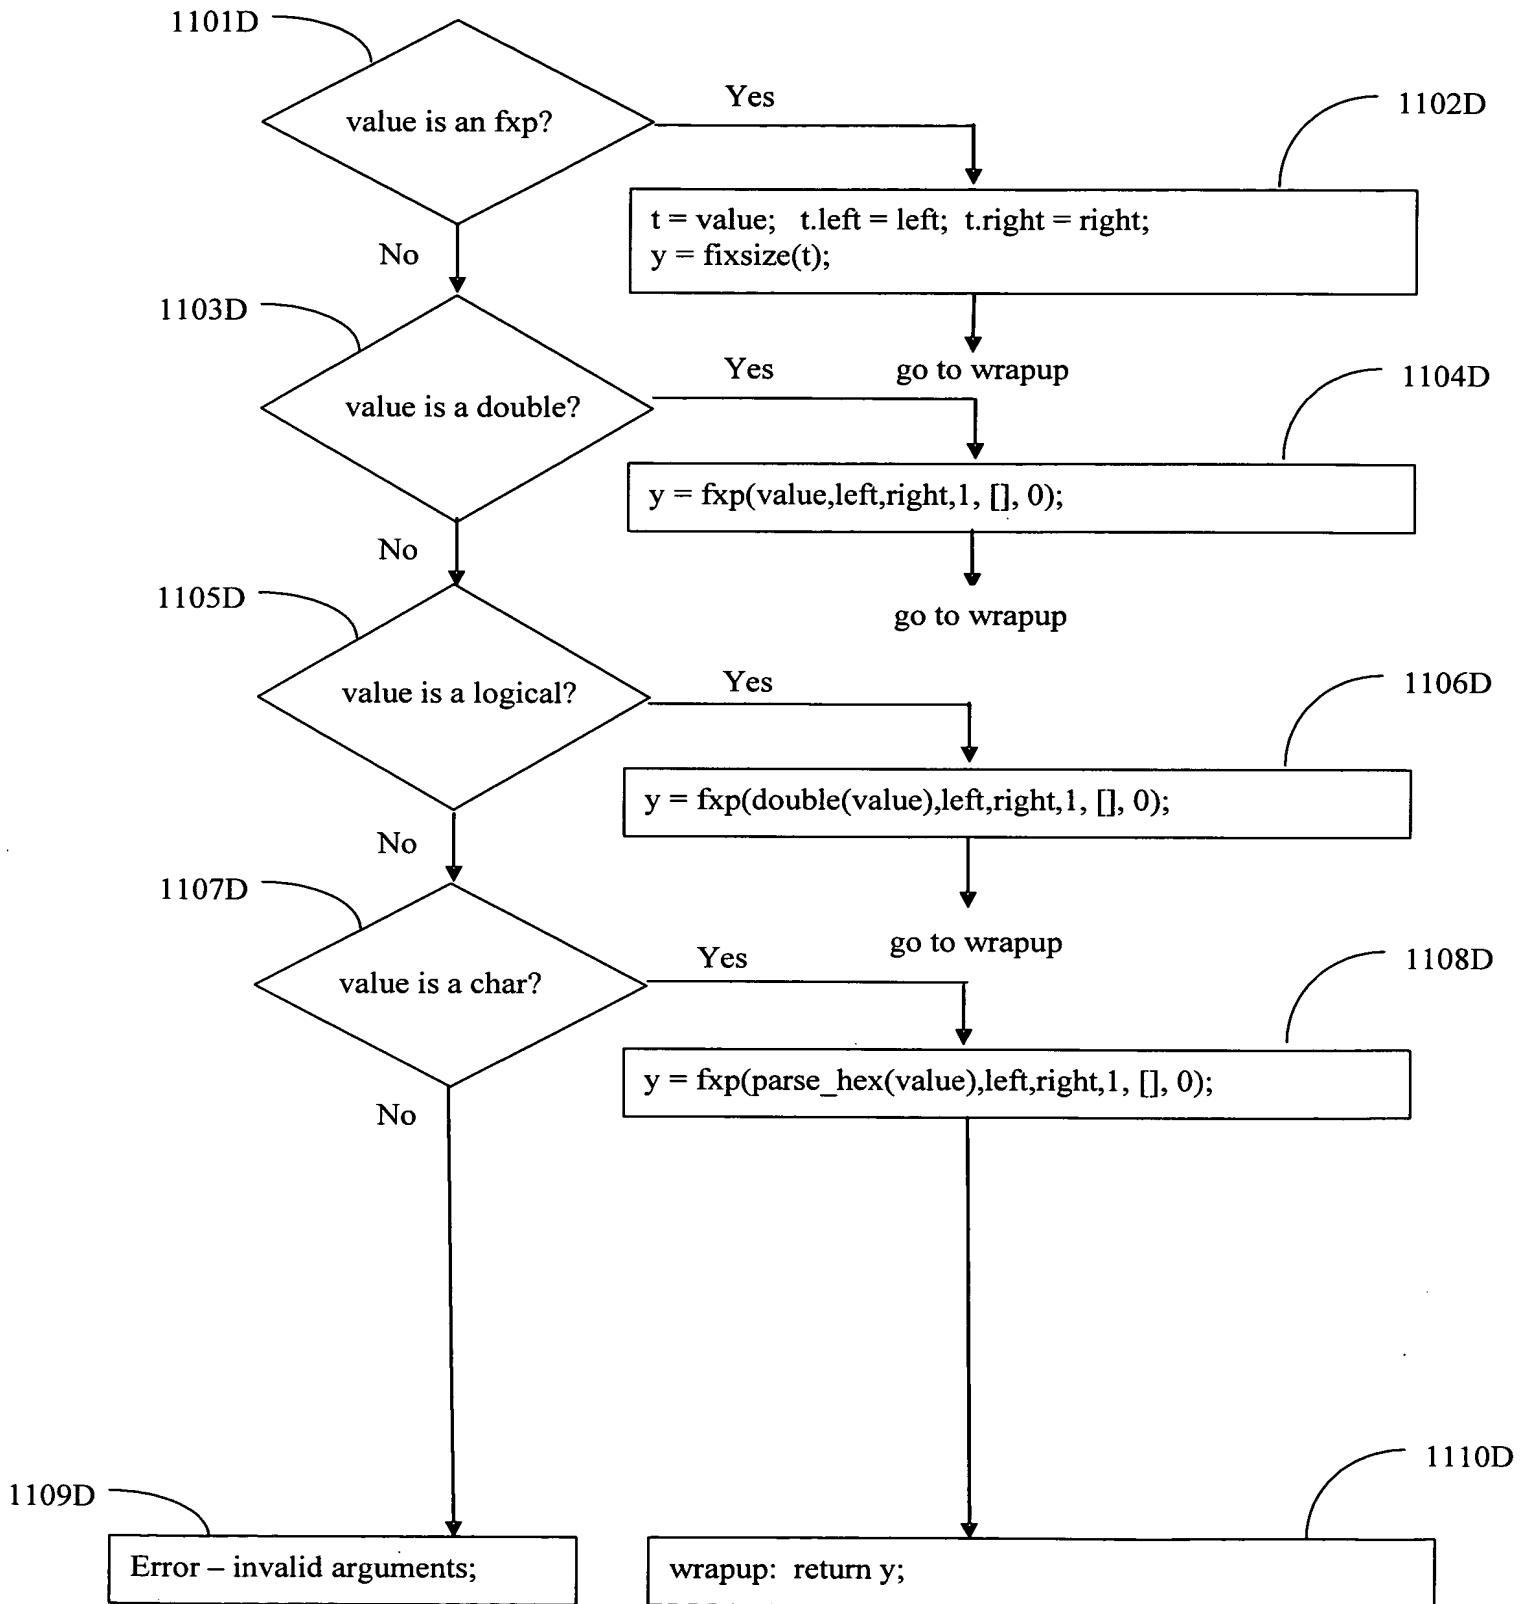 1101D
value is an fxp?
Yes
1102D
t = value;   t.left = left;  t.right = right;
y = fixsize(t);
No
go to wrapup
1103D
value is a double?
Yes
1104D
y = fxp(value,left,right,1, [], 0);
No
go to wrapup
1105D
value is a logical?
Yes
1106D
y = fxp(double(value),left,right,1, [], 0);
No
go to wrapup
1107D
value is a char?
Yes
1108D
y = fxp(parse_hex(value),left,right,1, [], 0);
No
1109D
Error – invalid arguments;
1110D
wrapup:  return y;